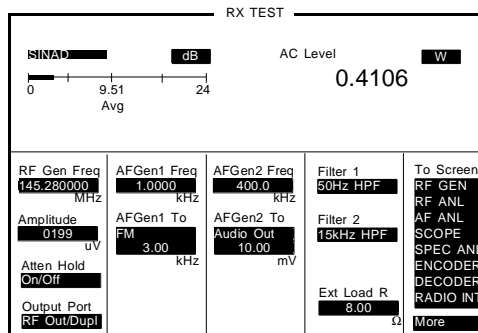 RX TEST
SINAD
dB
AC Level
W
0.4106
0 9.51 24
Avg
RF Gen Freq
145.280000
MHz
Amplitude
0199
uV
Atten Hold
On/Off
Output Port
RF Out/Dupl
AFGen1 Freq
1.0000
kHz
AFGen1 To
FM
3.00
kHz
AFGen2 Freq
400.0
kHz
AFGen2 To
Audio Out
10.00
mV
Filter 1
50Hz HPF
Filter 2
15kHz HPF
Ext Load R
8.00
Ω
To Screen
RF GEN
RF ANL
AF ANL
SCOPE
SPEC ANL
ENCODER
DECODER
RADIO INT
More